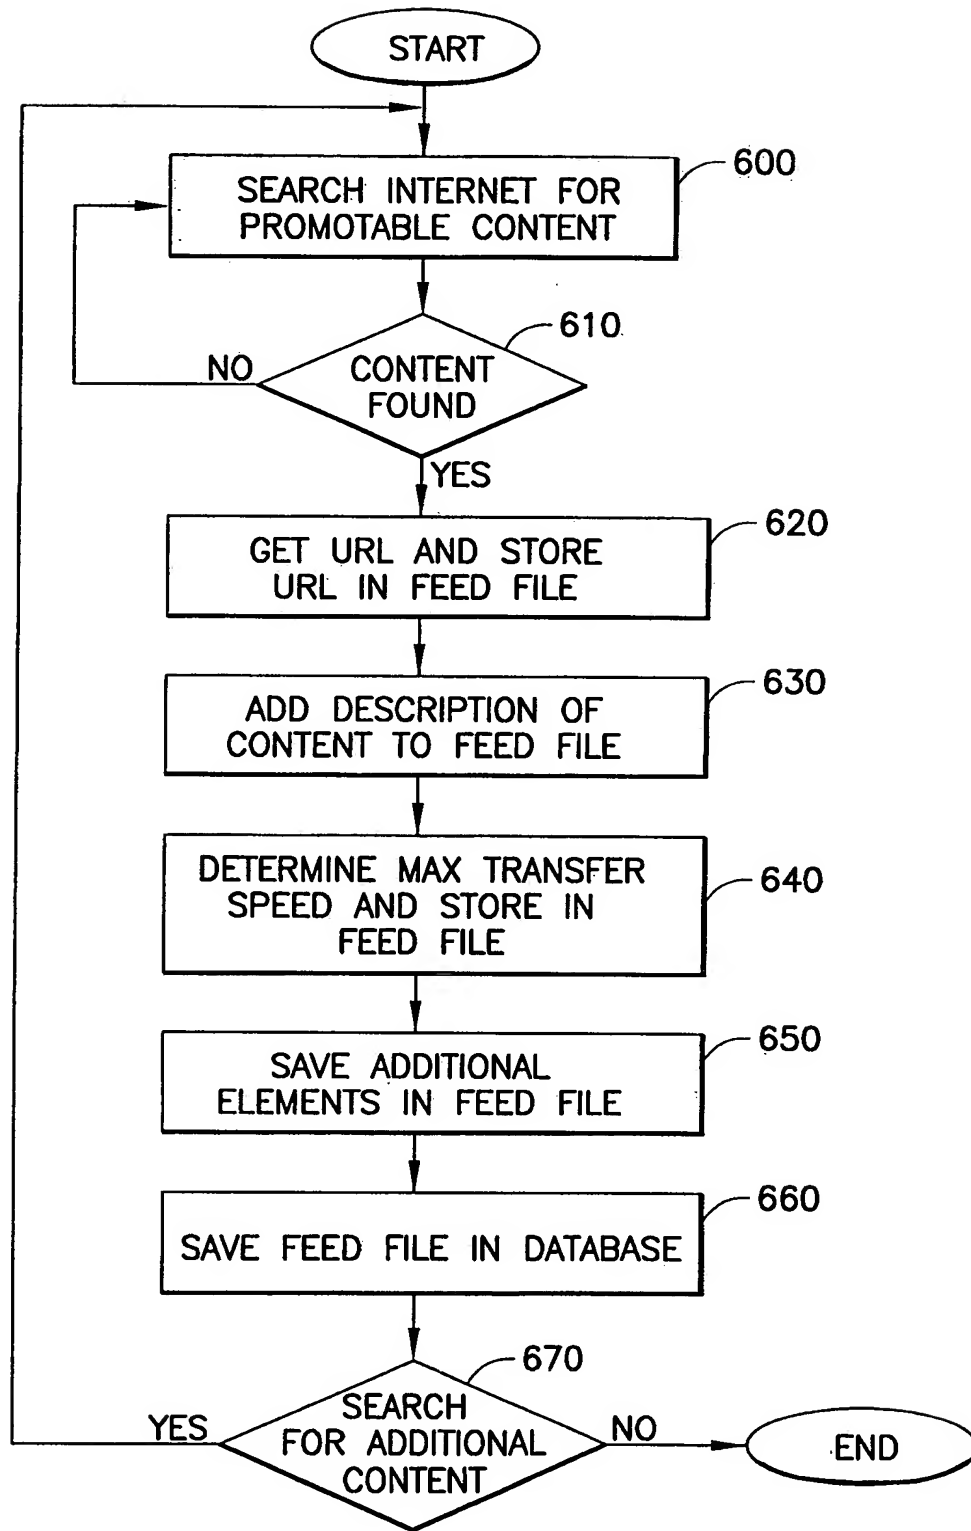 START
600
SEARCH INTERNET FOR
PROMOTABLE CONTENT
610
NO
CONTENT
FOUND
YES
620
GET URL AND STORE
URL IN FEED FILE
630
ADD DESCRIPTION OF
CONTENT TO FEED FILE
640
DETERMINE MAX TRANSFER
SPEED AND STORE IN
FEED FILE
650
SAVE ADDITIONAL
ELEMENTS IN FEED FILE
660
SAVE FEED FILE IN DATABASE
670
YES
SEARCH
FOR ADDITIONAL
CONTENT
NO
END